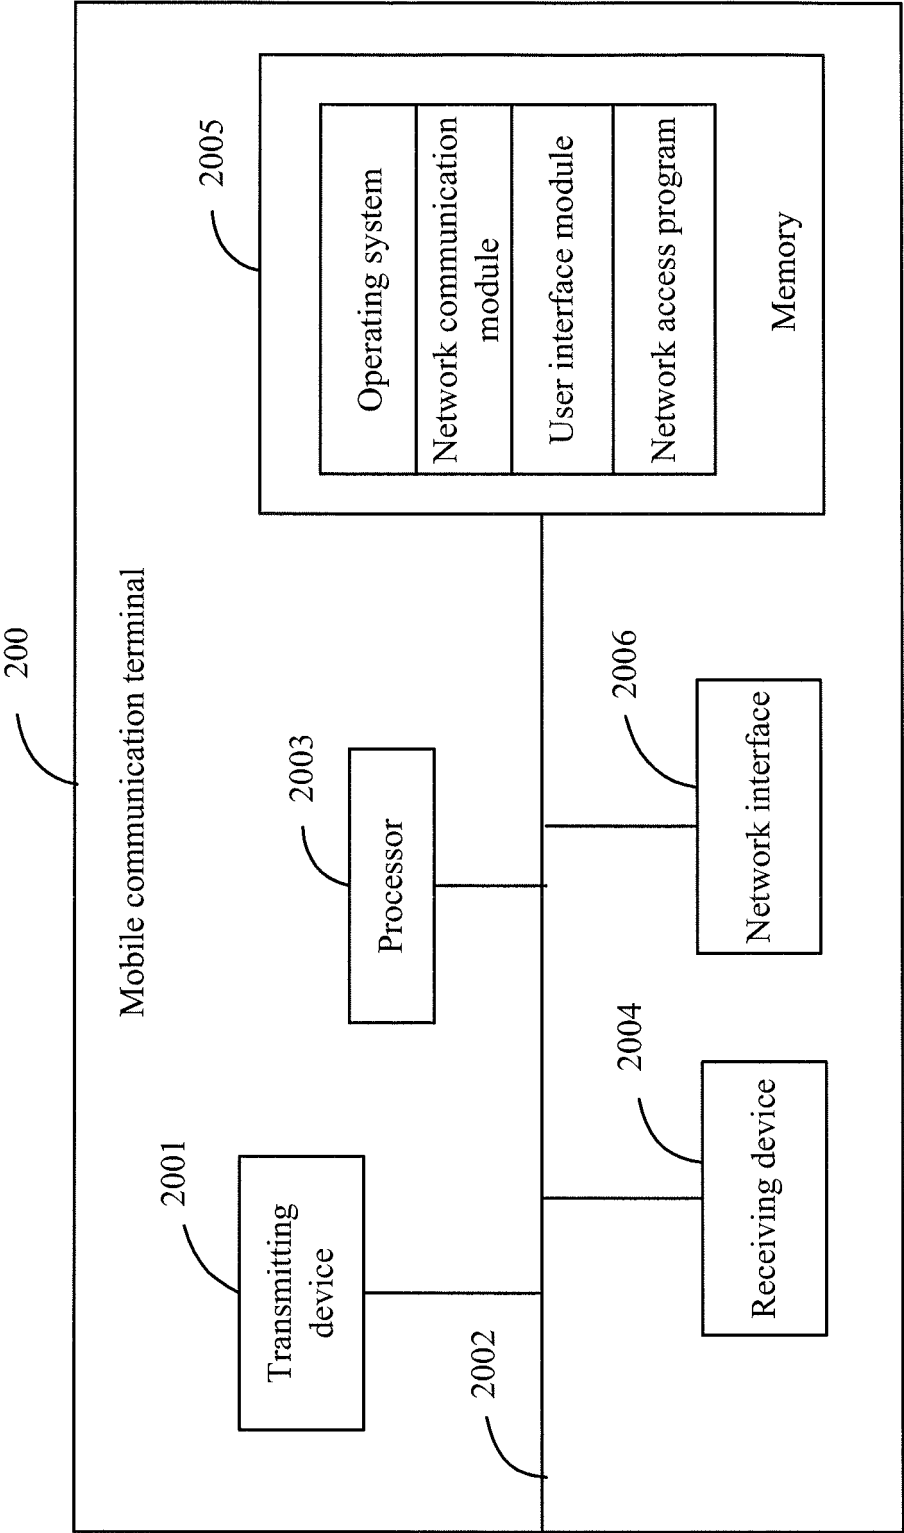 200
Mobile communication terminal
2001
Transmitting
device
2003
Processor
2005
Operating system
Network communication
module
User interface module
Network access program
Memory
2002
2004
Receiving device
2006
Network interface